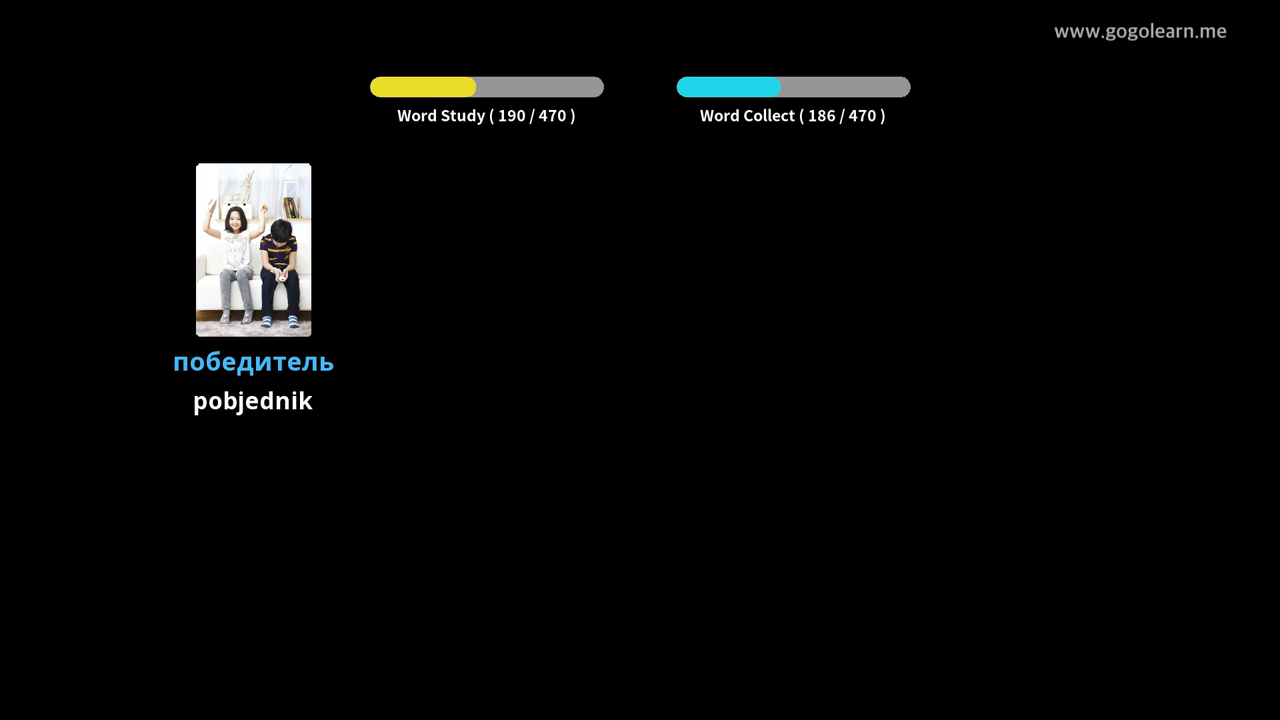 www.gogolearn.me
Word Study ( 190 / 470 )
Word Collect ( 186 / 470 )
победитель
pobjednik